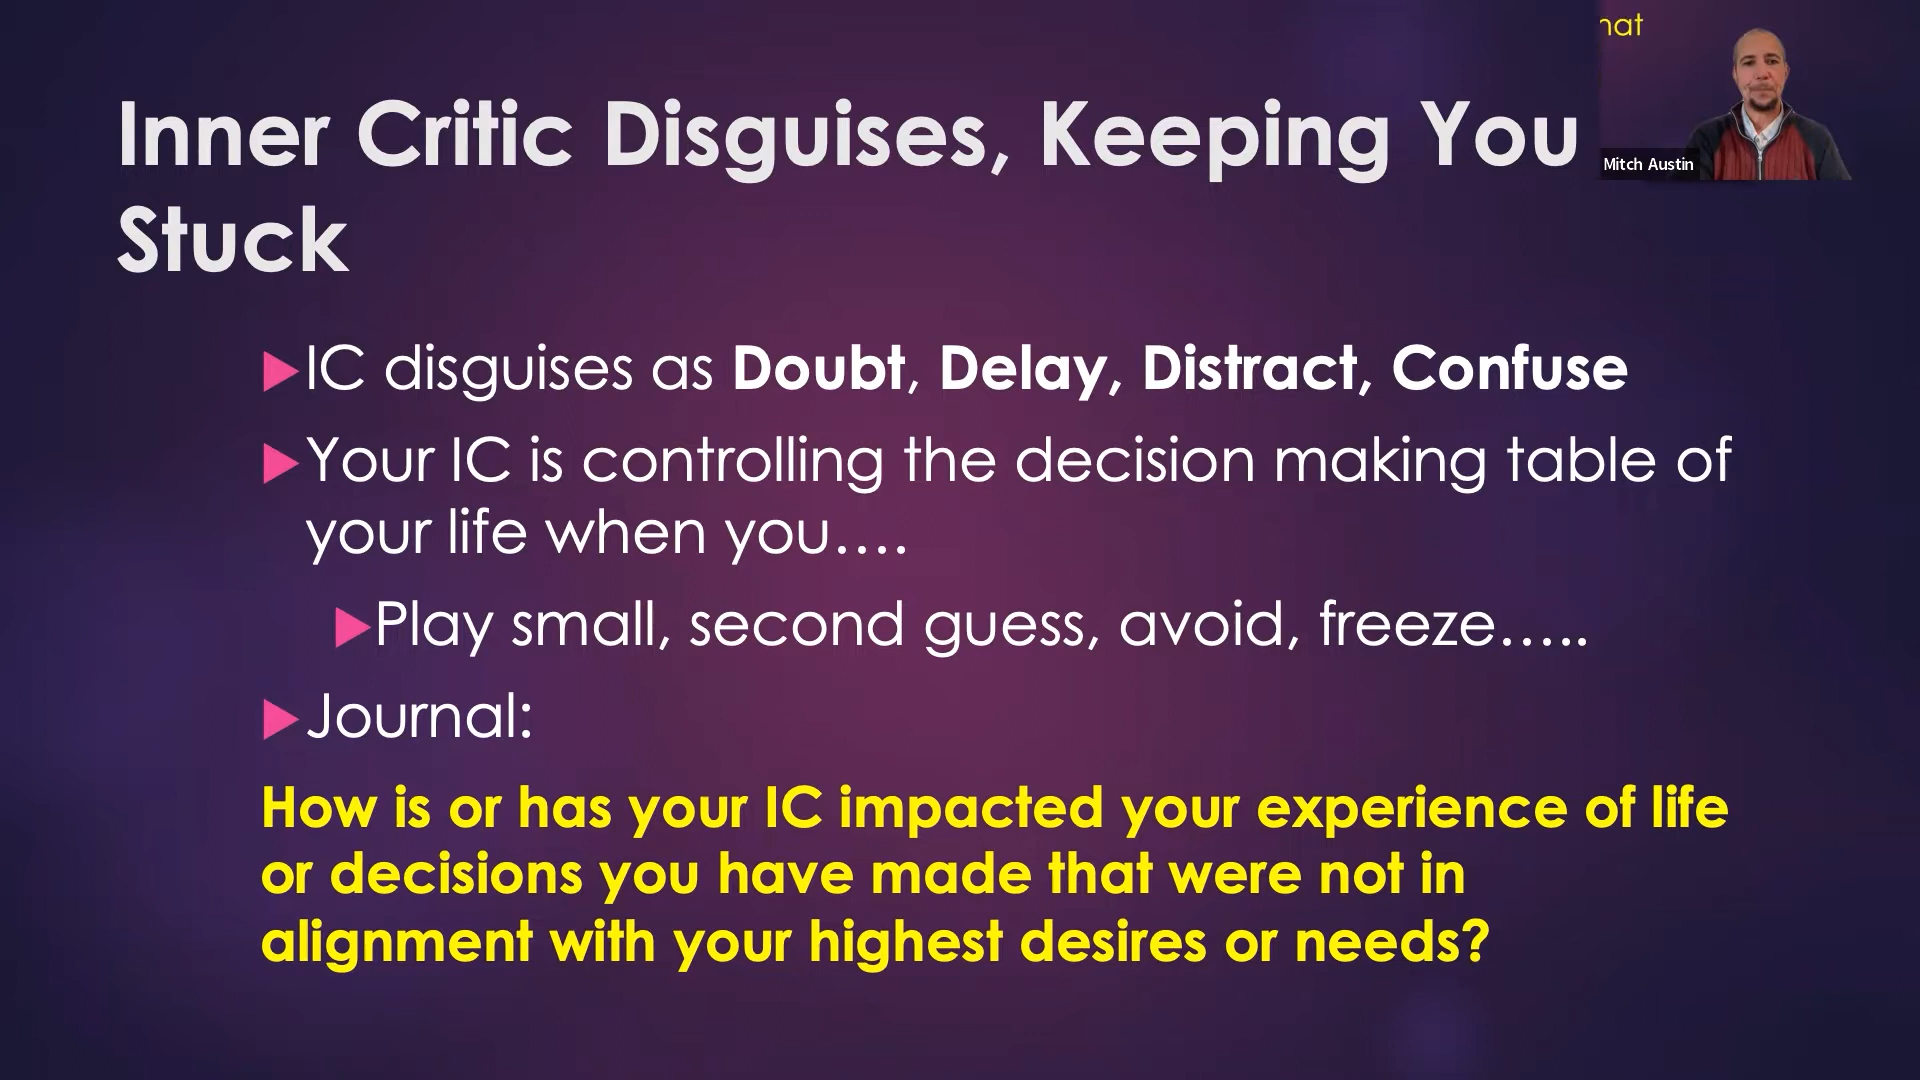 Inner Critic Disguises, Keeping You
Stuck
IC disguises as Doubt, Delay, Distract, Confuse
Your IC is controlling the decision making table of
your life when you....
Play small, second guess, avoid, freeze.....
Journal:
How is or has your IC impacted your experience of life
or decisions you have made that were not in
alignment with your highest desires or needs?
Mitch Austin